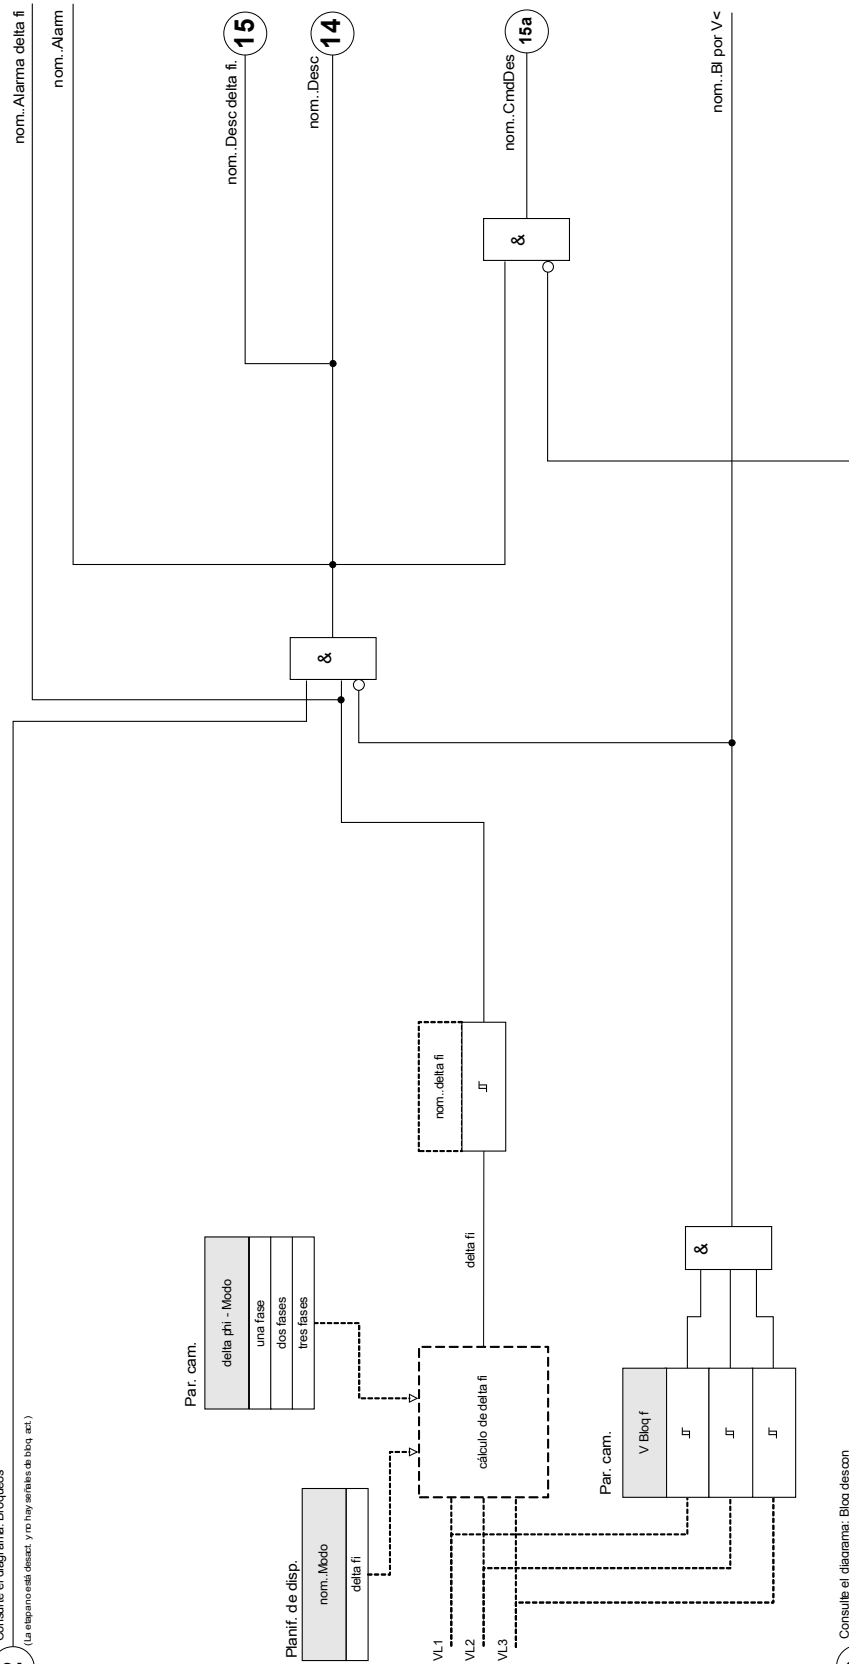 nom..Alarma delta fi
nom..Alarm
15
nom..Desc delta fi.
14
nom..Desc
15a
nom..CmdDes
nom..Bl por V<
&
&
Par. cam.
delta phi - Modo
una fase
dos fases
tres fases
Planif. de disp.
nom..Modo
delta fi
cálculo de delta fi
delta fi
nom..delta fi
VL1
VL2
VL3
Par. cam.
V Bloq f
&
(La etapa no está desact. y no hay señales de bloq. act.)
Consulte el diagrama: Bloqueos
Consulte el diagrama: Bloq descon